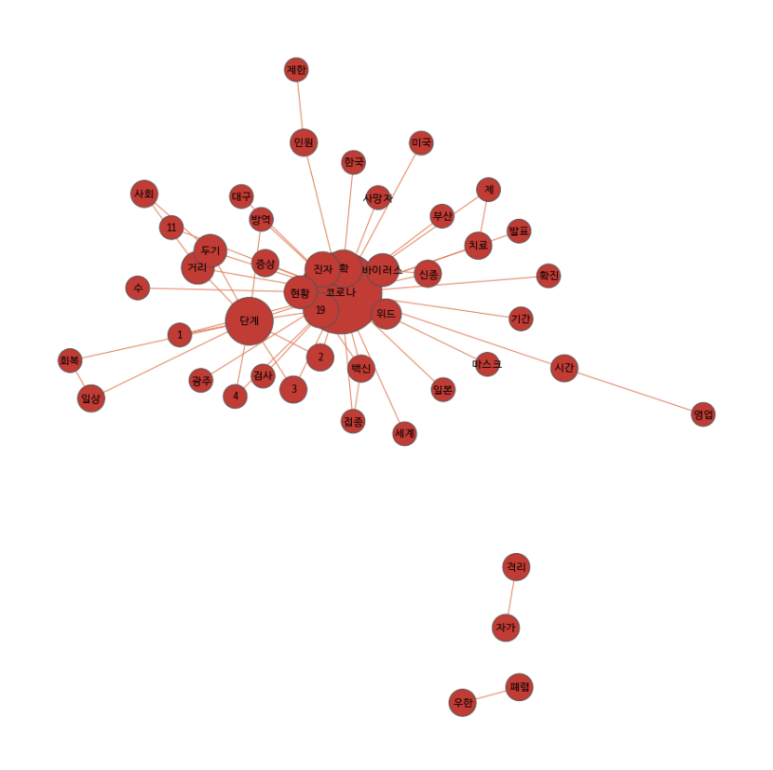 제한
인원
미국
한국
제
사망자
사회
대구
부산
방역
11
발표
치료
두기
증상
진자
확
바이러스
거리
신종
확진
수
현황
코로나
19
위드
기간
단계
1
2
회복
백신
마스크
시간
검사
광주
3
일본
4
일상
영업
접종
세계
격리
자가
폐렴
우한